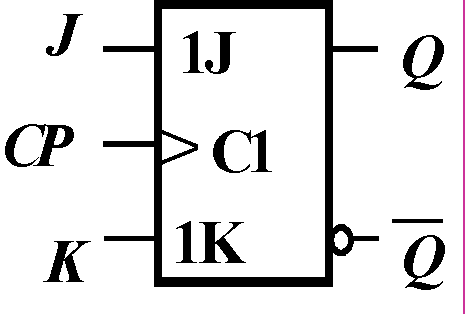 J 1J Q
CP C1
K 1K Q̅